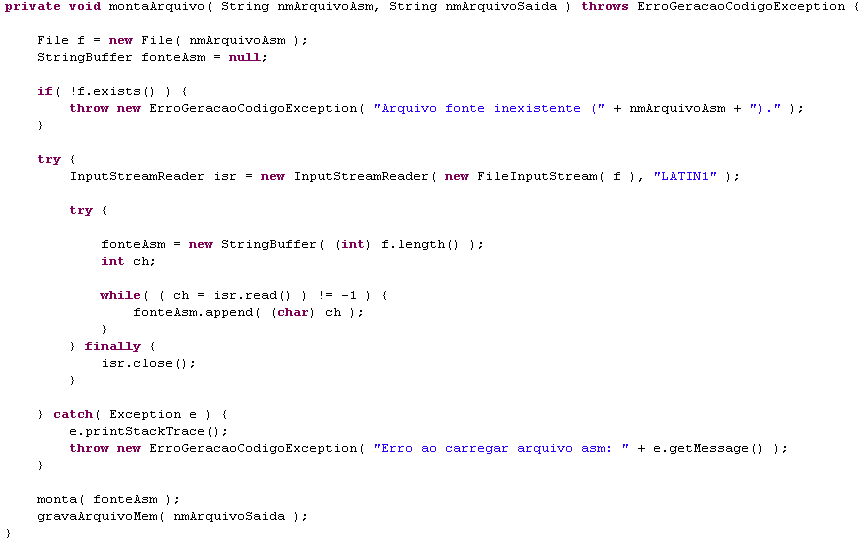 private void montaArquivo( String nmArquivoAsm, String nmArquivoSaida ) throws ErroGeracaoCodigoException {
File f = new File( nmArquivoAsm );
StringBuffer fonteAsm = null;
if( !f.exists() ) {
throw new ErroGeracaoCodigoException( "Arquivo fonte inexistente (" + nmArquivoAsm + ")." );
}
try {
InputStreamReader isr = new InputStreamReader( new FileInputStream( f ), "LATIN1" );
try {
fonteAsm = new StringBuffer( (int) f.length() );
int ch;
while( ( ch = isr.read() ) != -1 ) {
fonteAsm.append( (char) ch );
}
} finally {
isr.close();
}
} catch( Exception e ) {
e.printStackTrace();
throw new ErroGeracaoCodigoException( "Erro ao carregar arquivo asm: " + e.getMessage() );
}
monta( fonteAsm );
gravaArquivoMem( nmArquivoSaida );
}